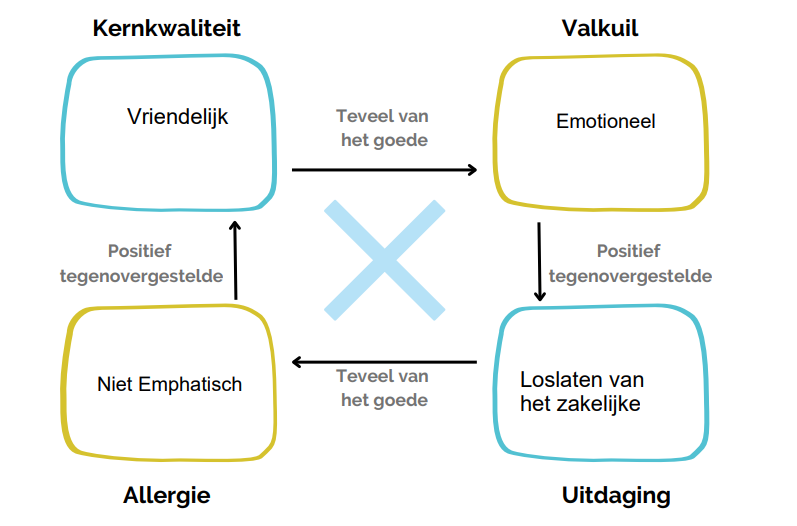 Kernkwaliteit
Valkuil
Vriendelijk
Teveel van
het goede
Emotioneel
Positief
tegenovergestelde
Positief
tegenovergestelde
Niet Emphatisch
Teveel van
het goede
Loslaten van
het zakelijke
Allergie
Uitdaging